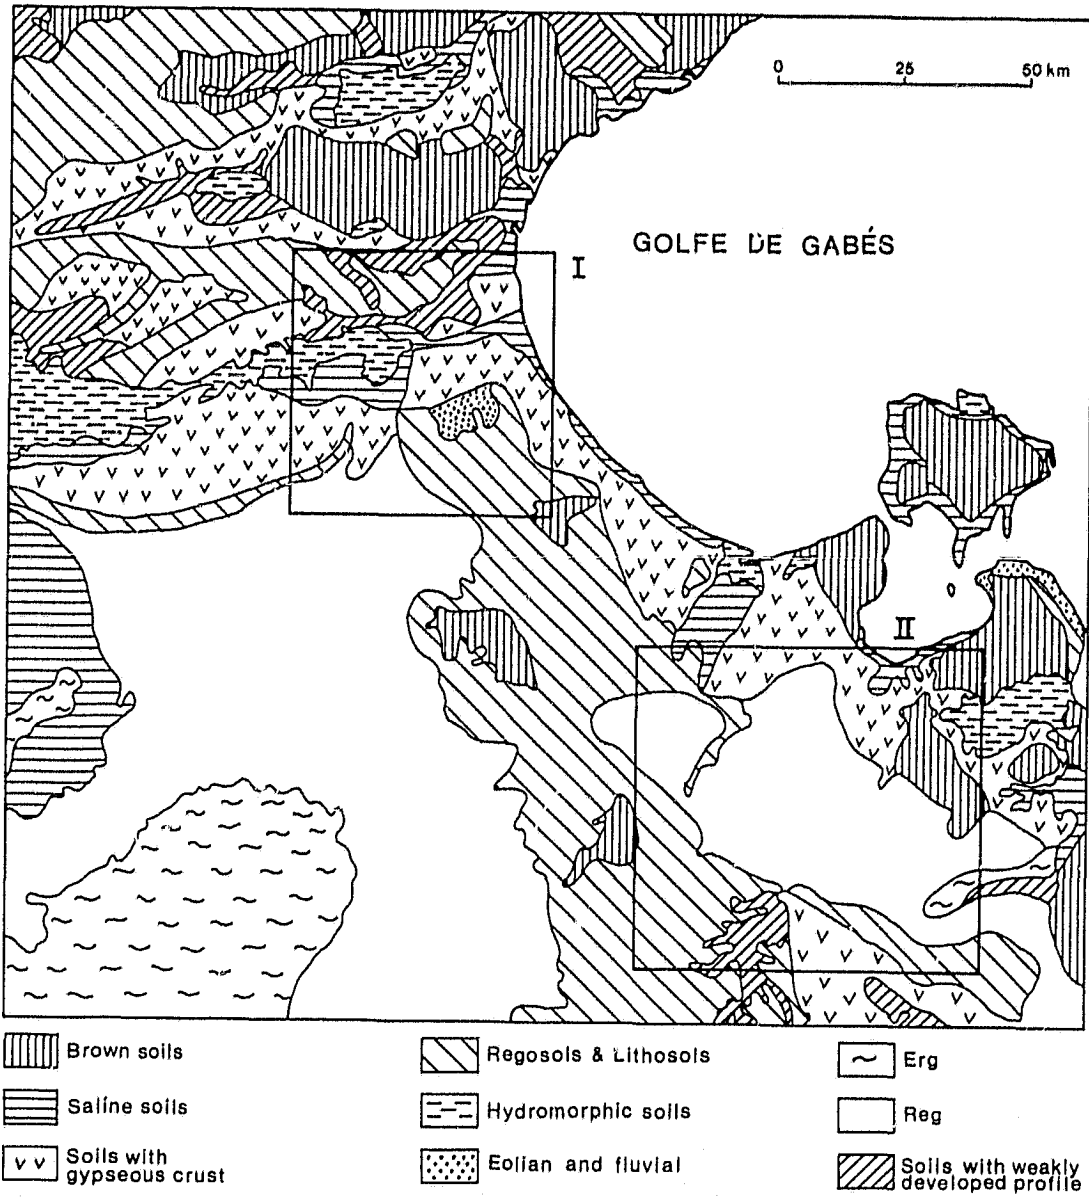 0 25 50 km
GOLFE DE GABÉS
I
II
Brown soils
Saline soils
Soils with
gypseous crust
Regosols & Lithosols
Hydromorphic soils
Eolian and fluvial
Erg
Reg
Soils with weakly
developed profile